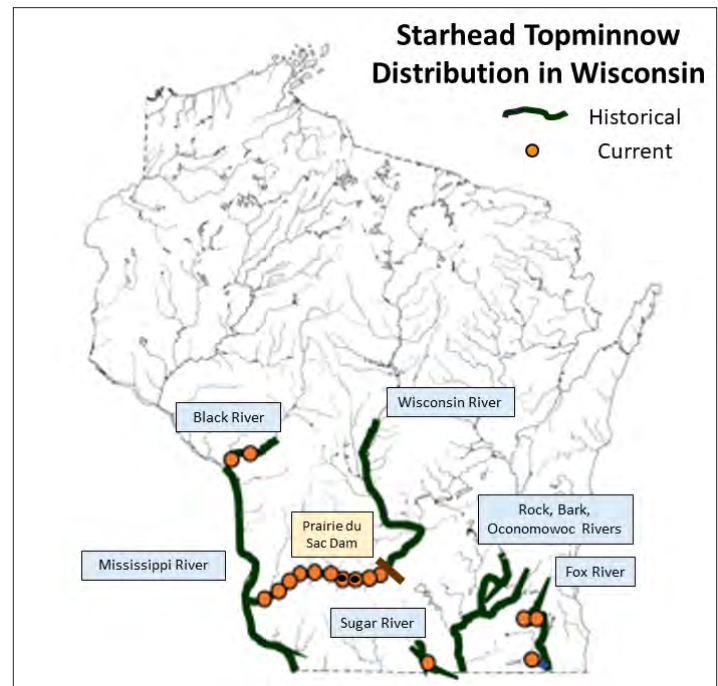 Starhead Topminnow
Distribution in Wisconsin
Historical
Current
Black River
Wisconsin River
Prairie du
Sac Dam
Rock, Bark,
Oconomowoc Rivers
Mississippi River
Fox River
Sugar River